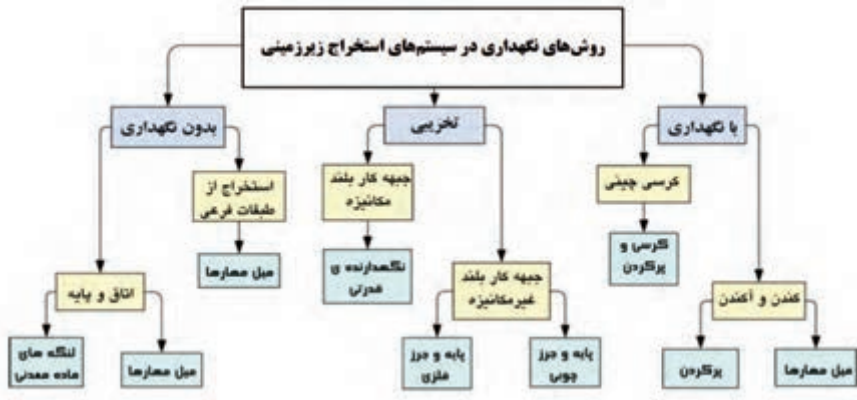 روش‌های نگهداری در سیستم‌های استخراج زیرزمینی
با نگهداری
تخریبی
بدون نگهداری
کرسی چینی
جبهه کار بلند
مکانیزه
استخراج از
طبقات فرعی
کرسی و
پرکردن
نگهدارنده ی
قدرتی
میل مهارها
کندن و آکندن
جبهه کار بلند
غیرمکانیزه
اتاق و پایه
میل مهارها
پرکردن
پایه و جرز
چوبی
پایه و جرز
فلزی
میل مهارها
لنگه های
ماده معدنی